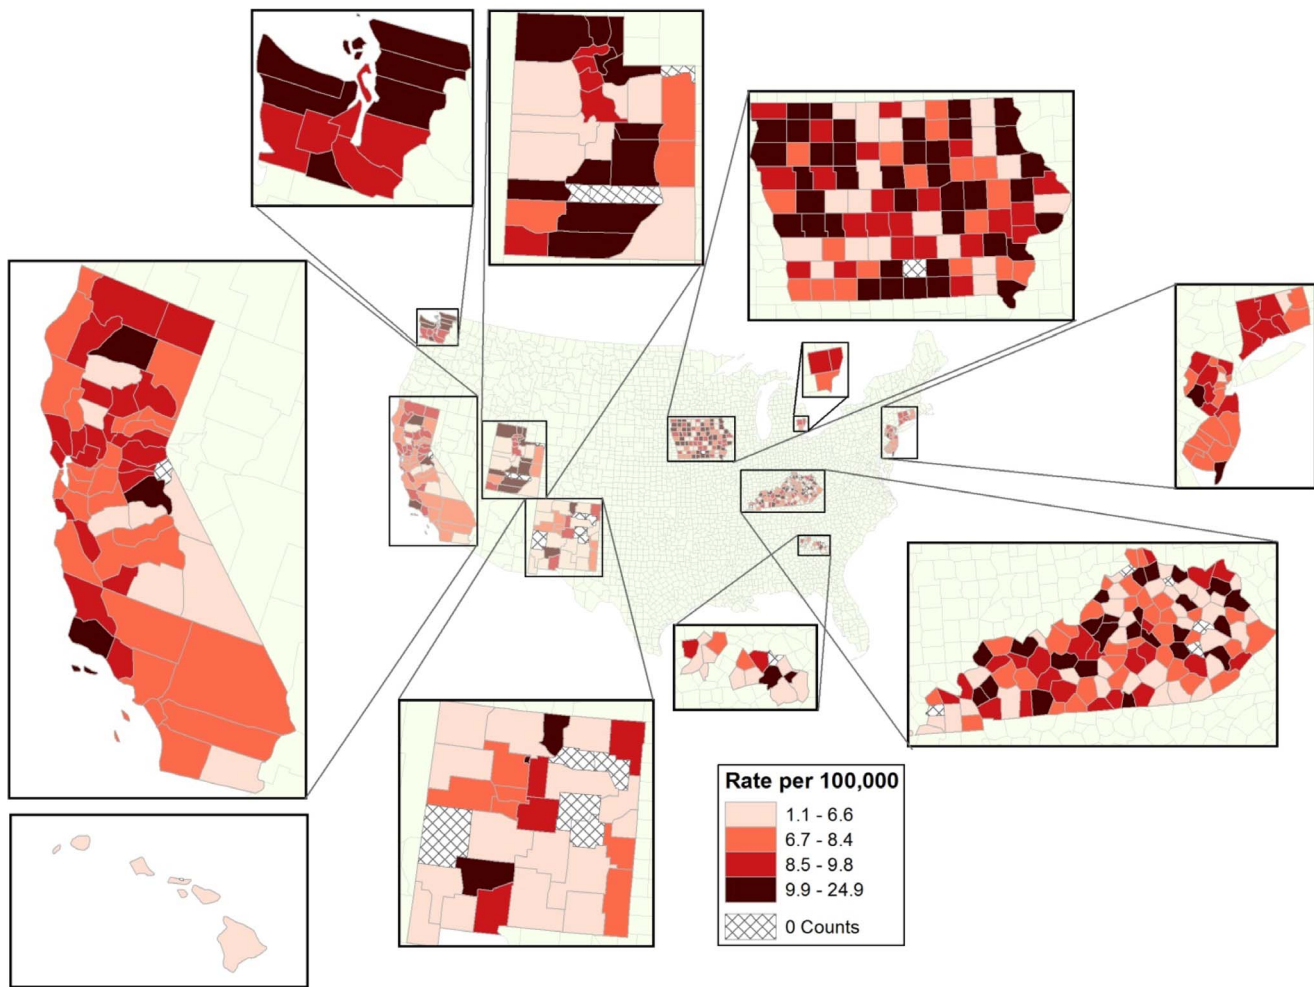 Rate per 100,000
1.1 - 6.6
6.7 - 8.4
8.5 - 9.8
9.9 - 24.9
0 Counts